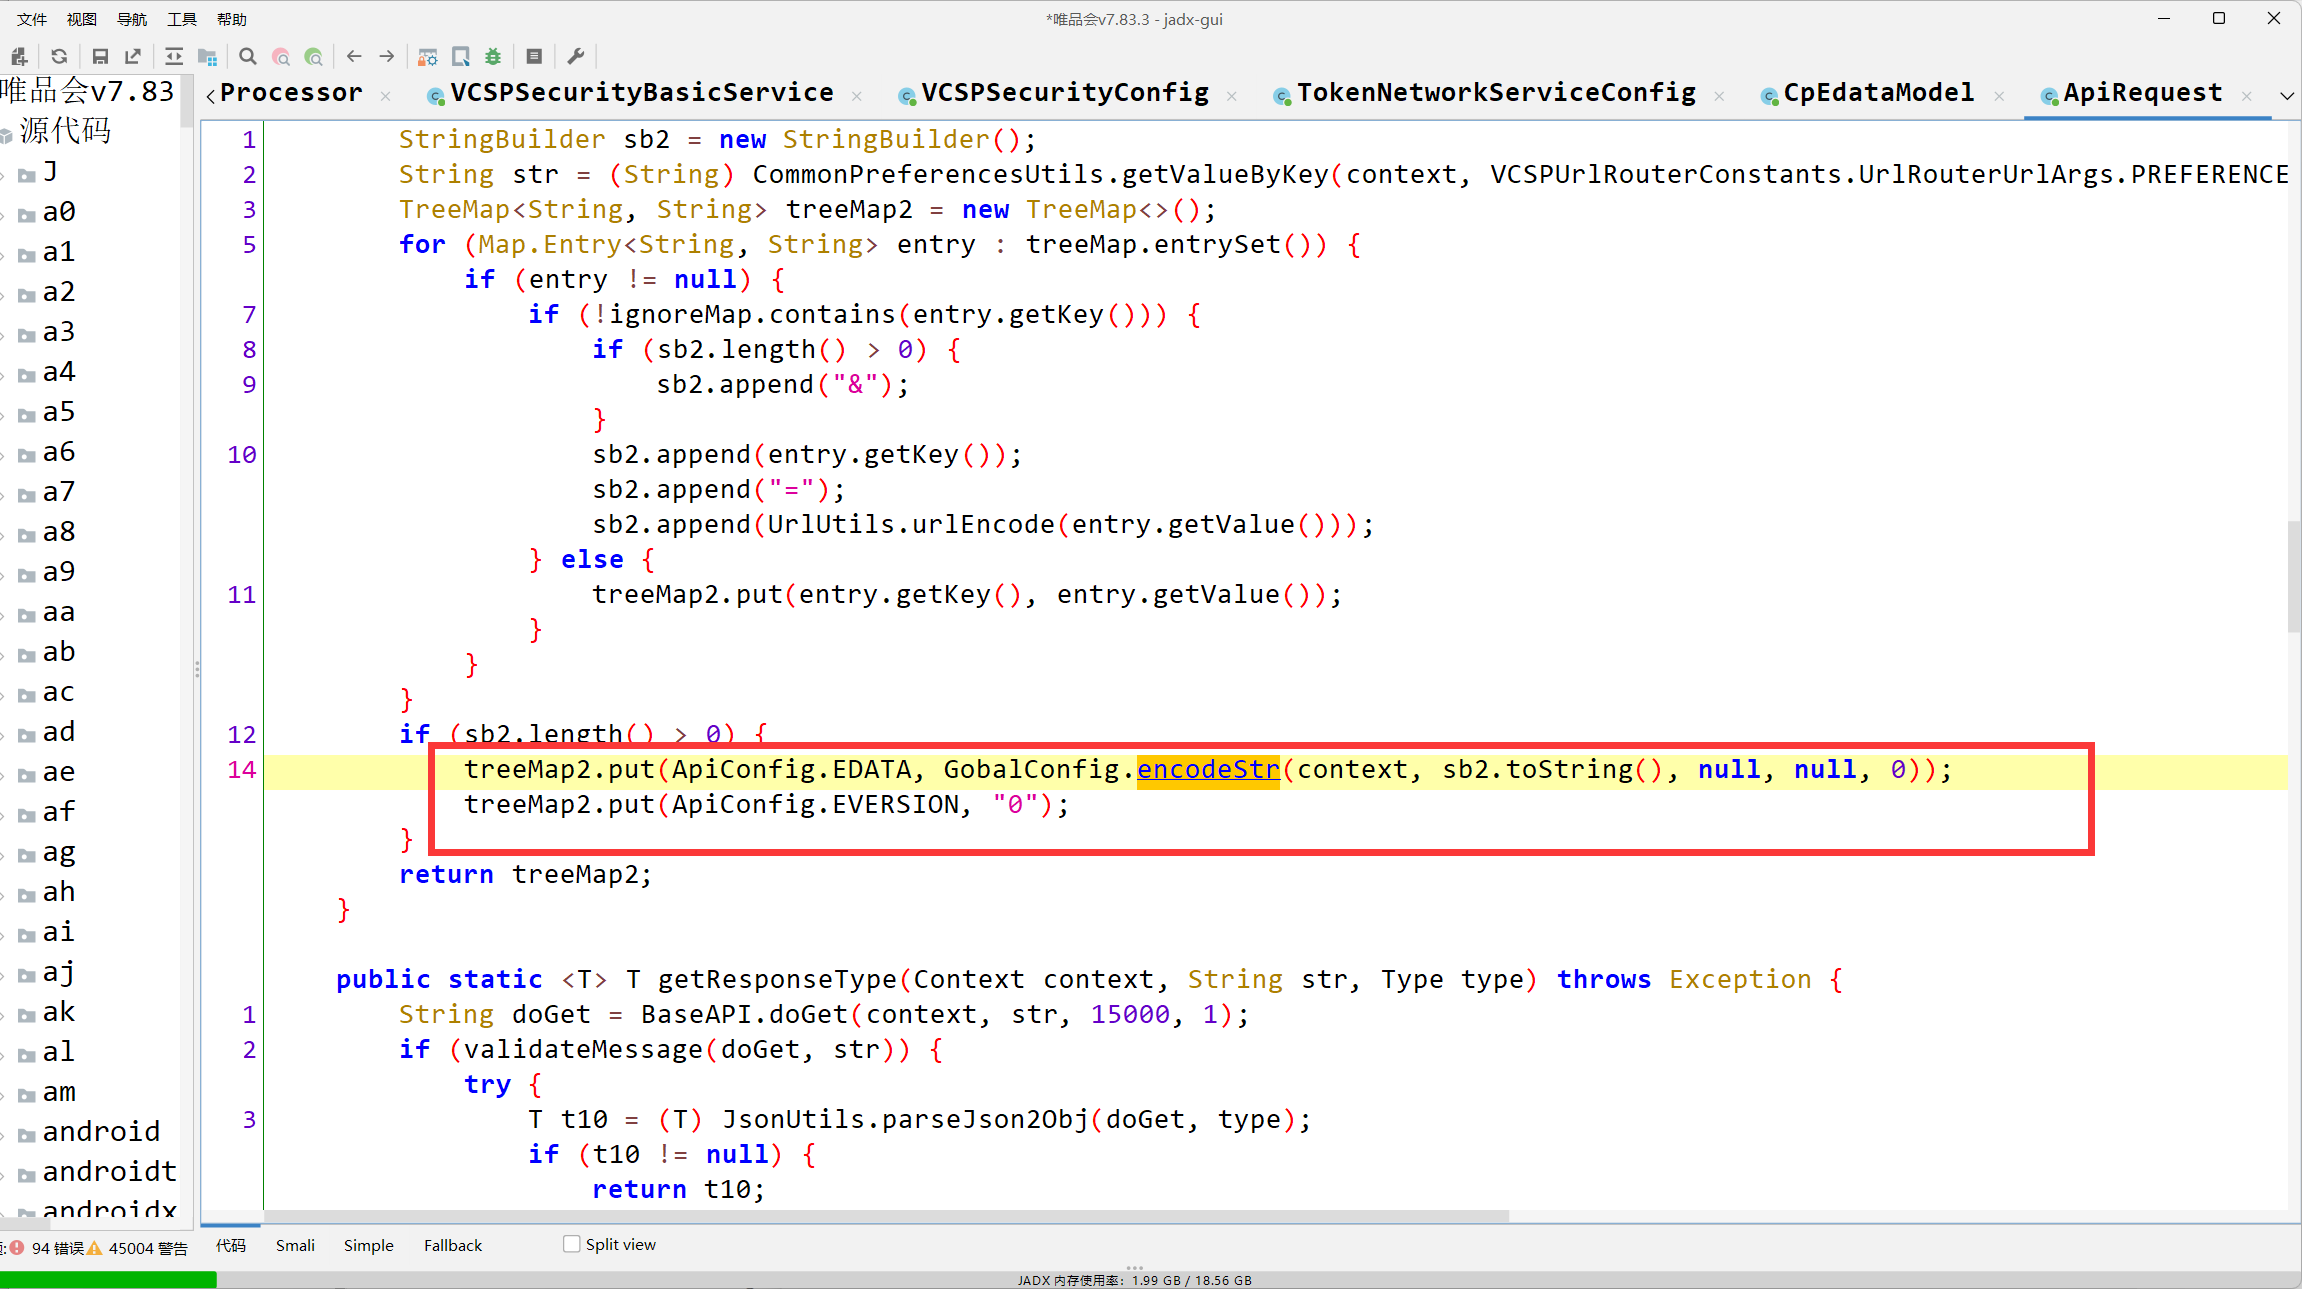 文件 视图 导航 工具 帮助
*唯品会v7.83.3 - jadx-gui
唯品会v7.83
源代码
J
a0
a1
a2
a3
a4
a5
a6
a7
a8
a9
aa
ab
ac
ad
ae
af
ag
ah
ai
aj
ak
al
am
android
androidt
androidx
Processor VCSPSecurityBasicService VCSPSecurityConfig TokenNetworkServiceConfig CpEdataModel ApiRequest
1 StringBuilder sb2 = new StringBuilder();
2 String str = (String) CommonPreferencesUtils.getValueByKey(context, VCSPUrlRouterConstants.UrlRouterUrlArgs.PREFERENCE
3 TreeMap<String, String> treeMap2 = new TreeMap<>();
5 for (Map.Entry<String, String> entry : treeMap.entrySet()) {
if (entry != null) {
7 if (!ignoreMap.contains(entry.getKey())) {
8 if (sb2.length() > 0) {
9 sb2.append("&");
}
10 sb2.append(entry.getKey());
sb2.append("=");
sb2.append(UrlUtils.urlEncode(entry.getValue()));
} else {
11 treeMap2.put(entry.getKey(), entry.getValue());
}
}
}
12 if (sb2.length() > 0) {
14 treeMap2.put(ApiConfig.EDATA, GobalConfig.encodeStr(context, sb2.toString(), null, null, 0));
treeMap2.put(ApiConfig.EVERSION, "0");
}
return treeMap2;
}
public static <T> T getResponseType(Context context, String str, Type type) throws Exception {
1 String doGet = BaseAPI.doGet(context, str, 15000, 1);
2 if (validateMessage(doGet, str)) {
try {
3 T t10 = (T) JsonUtils.parseJson2Obj(doGet, type);
if (t10 != null) {
return t10;
94 错误 45004 警告
代码 Smali Simple Fallback Split view
JADX 内存使用率: 1.99 GB / 18.56 GB